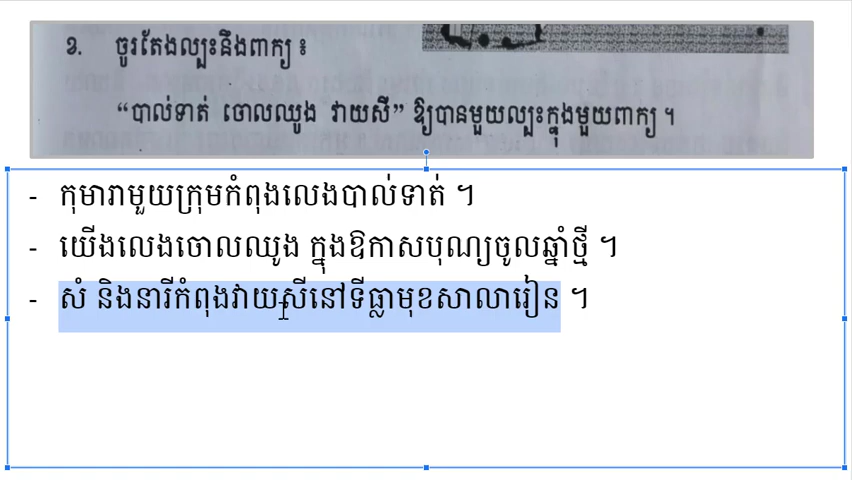 ខ. ចូរតែងល្បះនឹងពាក្យ ៖
“បាល់ទាត់ ចោលឈូង វាយសី” ឱ្យបានមួយល្បះក្នុងមួយពាក្យ ។
- កុមារាមួយក្រុមកំពុងលេងបាល់ទាត់ ។
- យើងលេងចោលឈូង ក្នុងឱកាសបុណ្យចូលឆ្នាំថ្មី ។
- សំ និងនារីកំពុងវាយសីនៅទីធ្លាមុខសាលារៀន ។